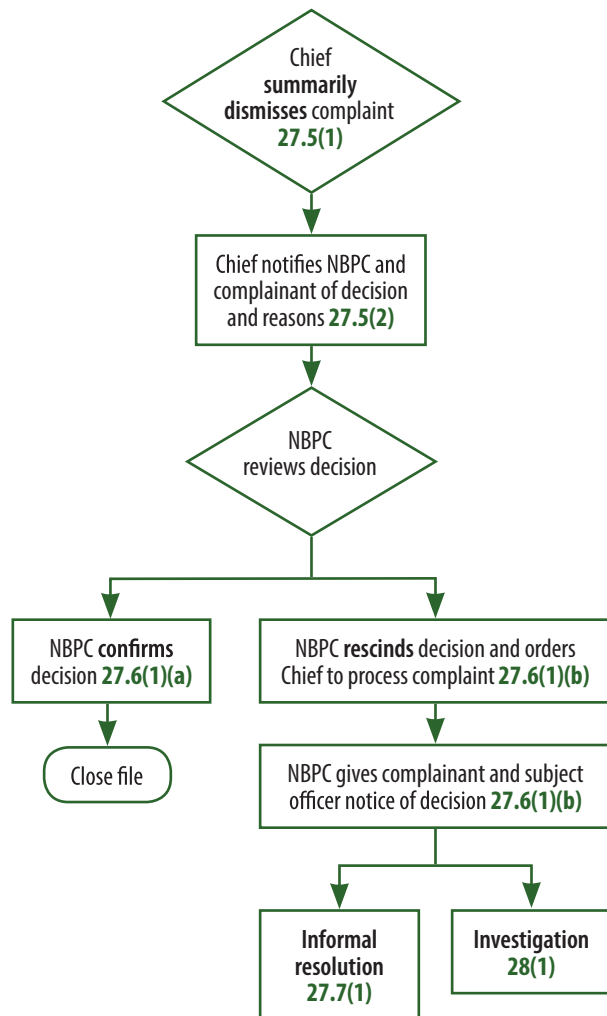 Chief
summarily
dismisses complaint
27.5(1)
Chief notifies NBPC and
complainant of decision
and reasons 27.5(2)
NBPC
reviews decision
NBPC confirms
decision 27.6(1)(a)
Close file
NBPC rescinds decision and orders
Chief to process complaint 27.6(1)(b)
NBPC gives complainant and subject
officer notice of decision 27.6(1)(b)
Informal
resolution
27.7(1)
Investigation
28(1)